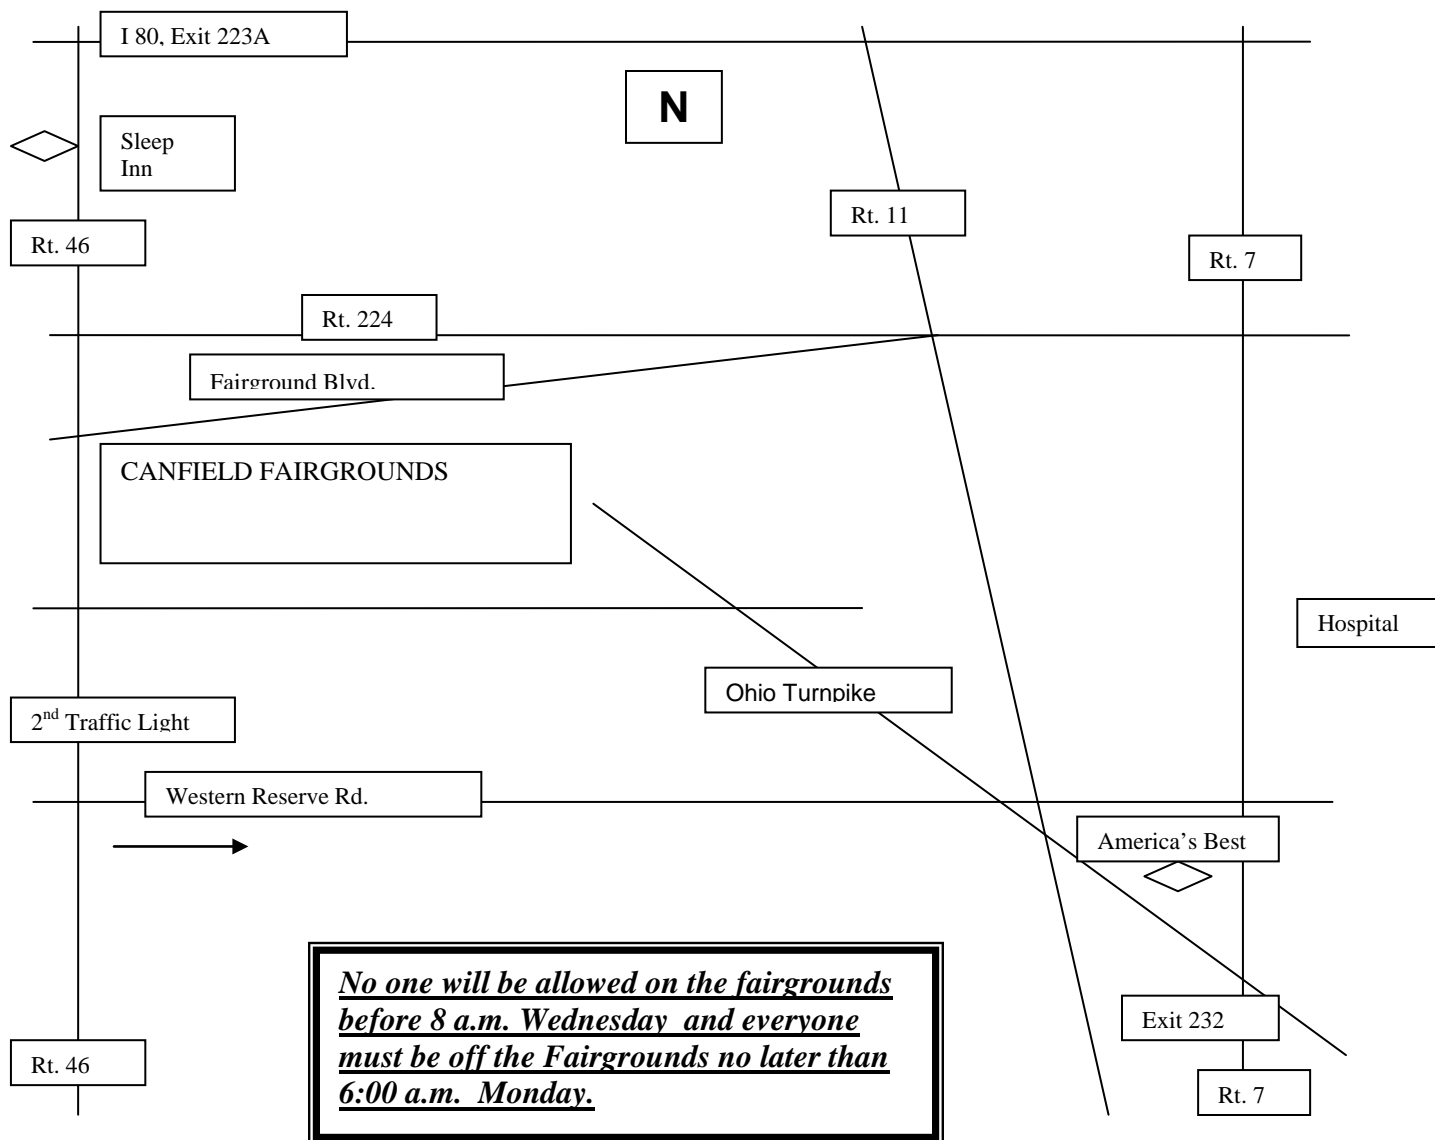 I 80, Exit 223A
N
Sleep
Inn
Rt. 11
Rt. 46
Rt. 7
Rt. 224
Fairground Blvd.
CANFIELD FAIRGROUNDS
Hospital
Ohio Turnpike
2nd Traffic Light
Western Reserve Rd.
America’s Best
No one will be allowed on the fairgrounds
before 8 a.m. Wednesday and everyone
must be off the Fairgrounds no later than
6:00 a.m. Monday.
Exit 232
Rt. 46
Rt. 7